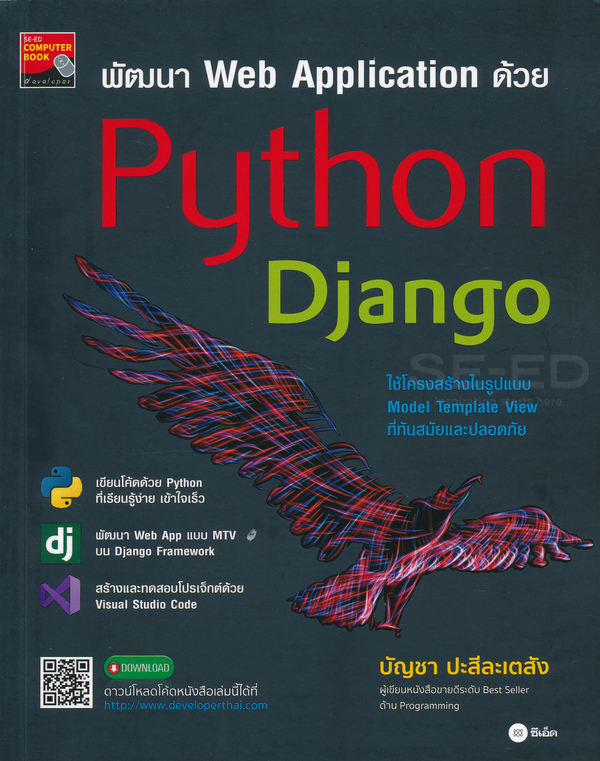 SE-ED
COMPUTER
BOOK
developer
พัฒนา Web Application ด้วย
Python
Django
SE-ED
ใช้โครงสร้างในรูปแบบ
Model Template View
ที่ทันสมัยและปลอดภัย
เขียนโค้ดด้วย Python
ที่เรียนรู้ง่าย เข้าใจเร็ว
dj
พัฒนา Web App แบบ MTV
บน Django Framework
สร้างและทดสอบโปรเจ็กต์ด้วย
Visual Studio Code
DOWNLOAD
ดาวน์โหลดโค้ดหนังสือเล่มนี้ได้ที่
http://www.developerthai.com
บัญชา ปะสีละเตสัง
ผู้เขียนหนังสือขายดีระดับ Best Seller
ด้าน Programming
ซีเอ็ด